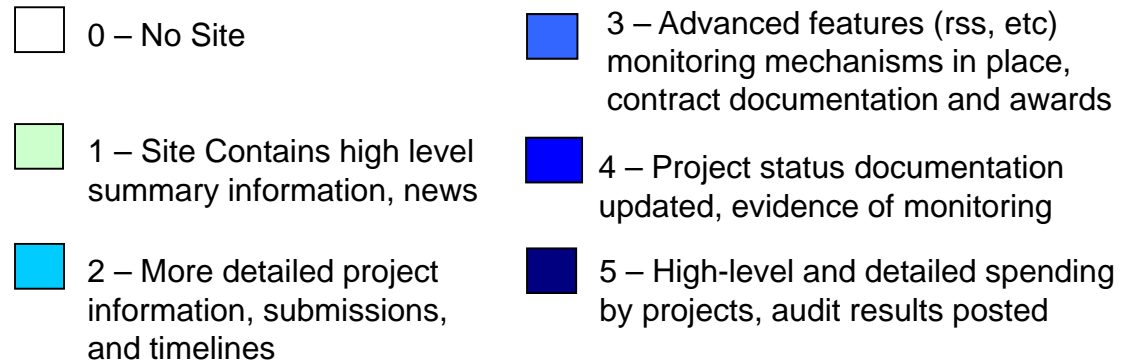 0 – No Site
1 – Site Contains high level
summary information, news
2 – More detailed project
information, submissions,
and timelines
3 – Advanced features (rss, etc)
monitoring mechanisms in place,
contract documentation and awards
4 – Project status documentation
updated, evidence of monitoring
5 – High-level and detailed spending
by projects, audit results posted